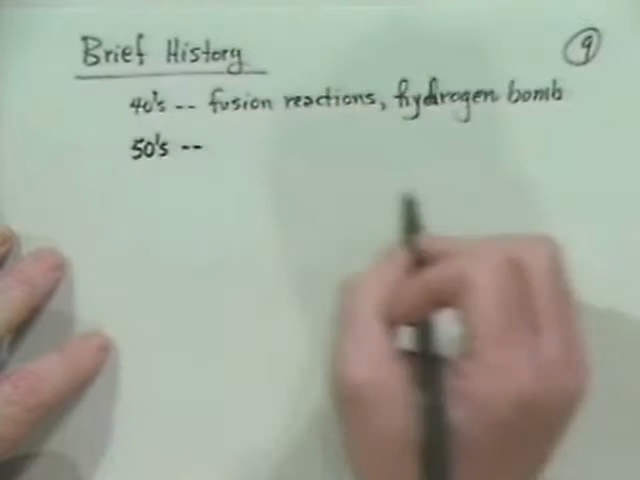 Brief History
9
40's -- fusion reactions, hydrogen bomb
50's --